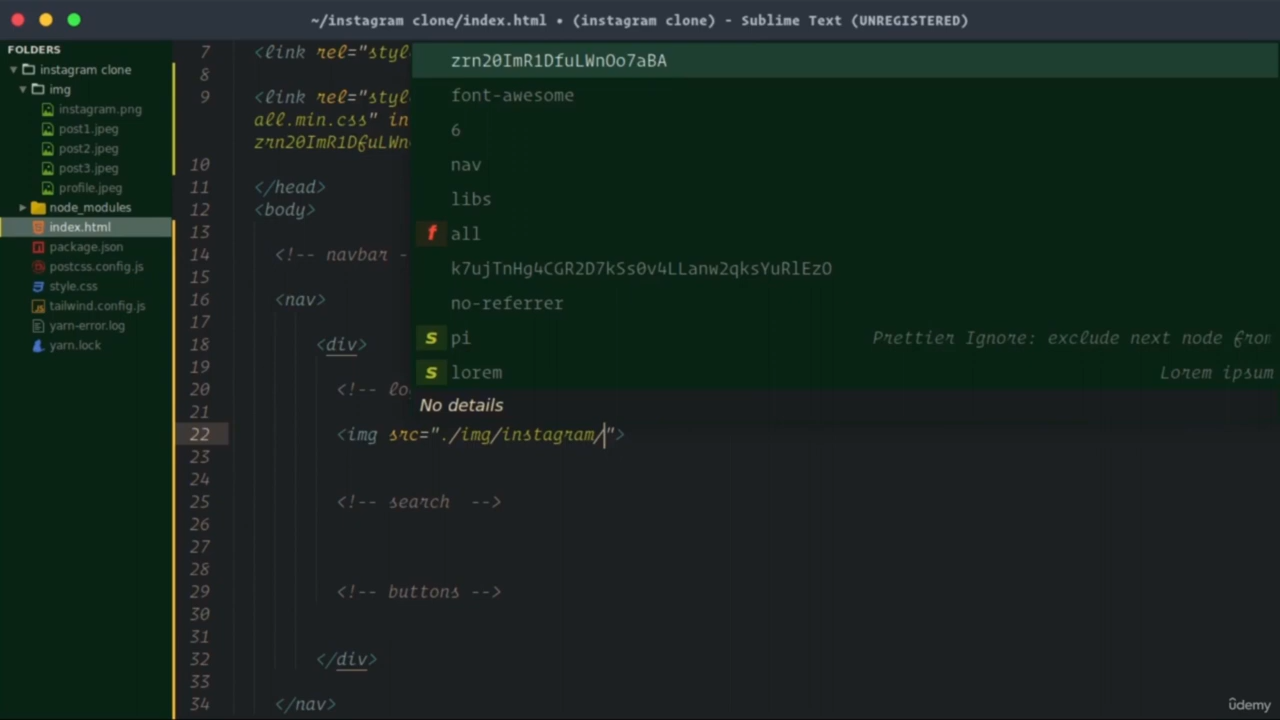 ~/instagram clone/index.html • (instagram clone) - Sublime Text (UNREGISTERED)
FOLDERS
instagram clone
img
instagram.png
post1.jpeg
post2.jpeg
post3.jpeg
profile.jpeg
node_modules
index.html
package.json
postcss.config.js
style.css
tailwind.config.js
yarn-error.log
yarn.lock
7 <link rel="style
8
9 <link rel="style
all.min.css" in
zrn20ImR1DfuLWn
10
11 </head>
12 <body>
13
14 <!-- navbar -
15
16 <nav>
17
18 <div>
19
20 <!-- lo
21
22 <img src="./img/instagram/">
23
24
25 <!-- search -->
26
27
28
29 <!-- buttons -->
30
31
32 </div>
33
34 </nav>
zrn20ImR1DfuLWnOo7aBA
font-awesome
6
nav
libs
f all
k7ujTnHg4CGR2D7kSs0v4LLanw2qksYuRlEzO
no-referrer
s pi Prettier Ignore: exclude next node from
s lorem Lorem ipsum
No details
ûdemy